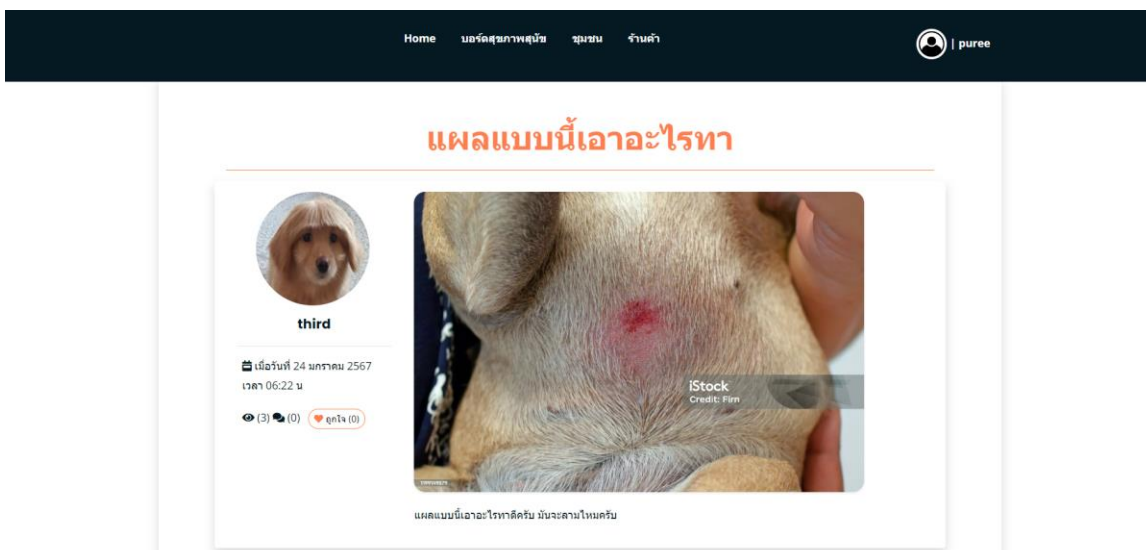 Home บอร์ดสุขภาพสุนัข ชุมชน ร้านค้า
| puree
แผลแบบนี้เอาอะไรทา
third
เมื่อวันที่ 24 มกราคม 2567
เวลา 06:22 น
(3) (0) ถูกใจ (0)
iStock
Credit: Firn
แผลแบบนี้เอาอะไรทาดีครับ มันจะลามไหมครับ